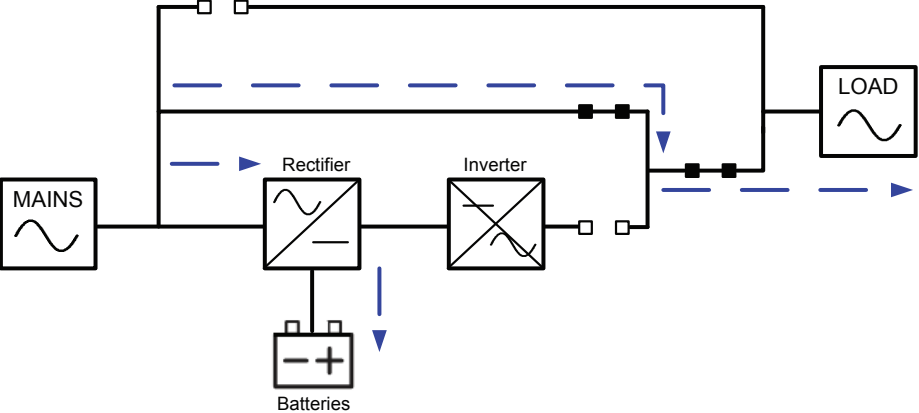 LOAD
Rectifier
Inverter
MAINS
Batteries